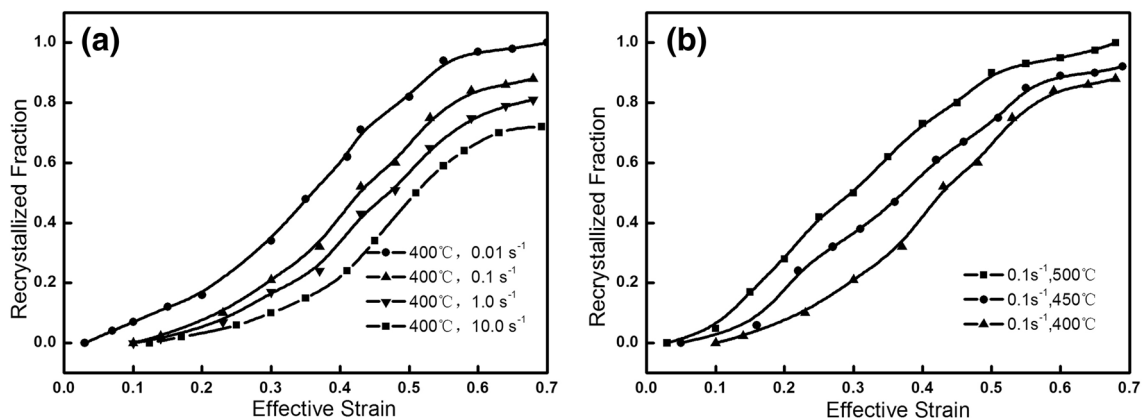 (a)
Recrystallized Fraction
1.0
0.8
0.6
0.4
0.2
0.0
400℃, 0.01 s⁻¹
400℃, 0.1 s⁻¹
400℃, 1.0 s⁻¹
400℃, 10.0 s⁻¹
0.0 0.1 0.2 0.3 0.4 0.5 0.6 0.7
Effective Strain
(b)
Recrystallized Fraction
1.0
0.8
0.6
0.4
0.2
0.0
0.1s⁻¹,500℃
0.1s⁻¹,450℃
0.1s⁻¹,400℃
0.0 0.1 0.2 0.3 0.4 0.5 0.6 0.7
Effective Strain